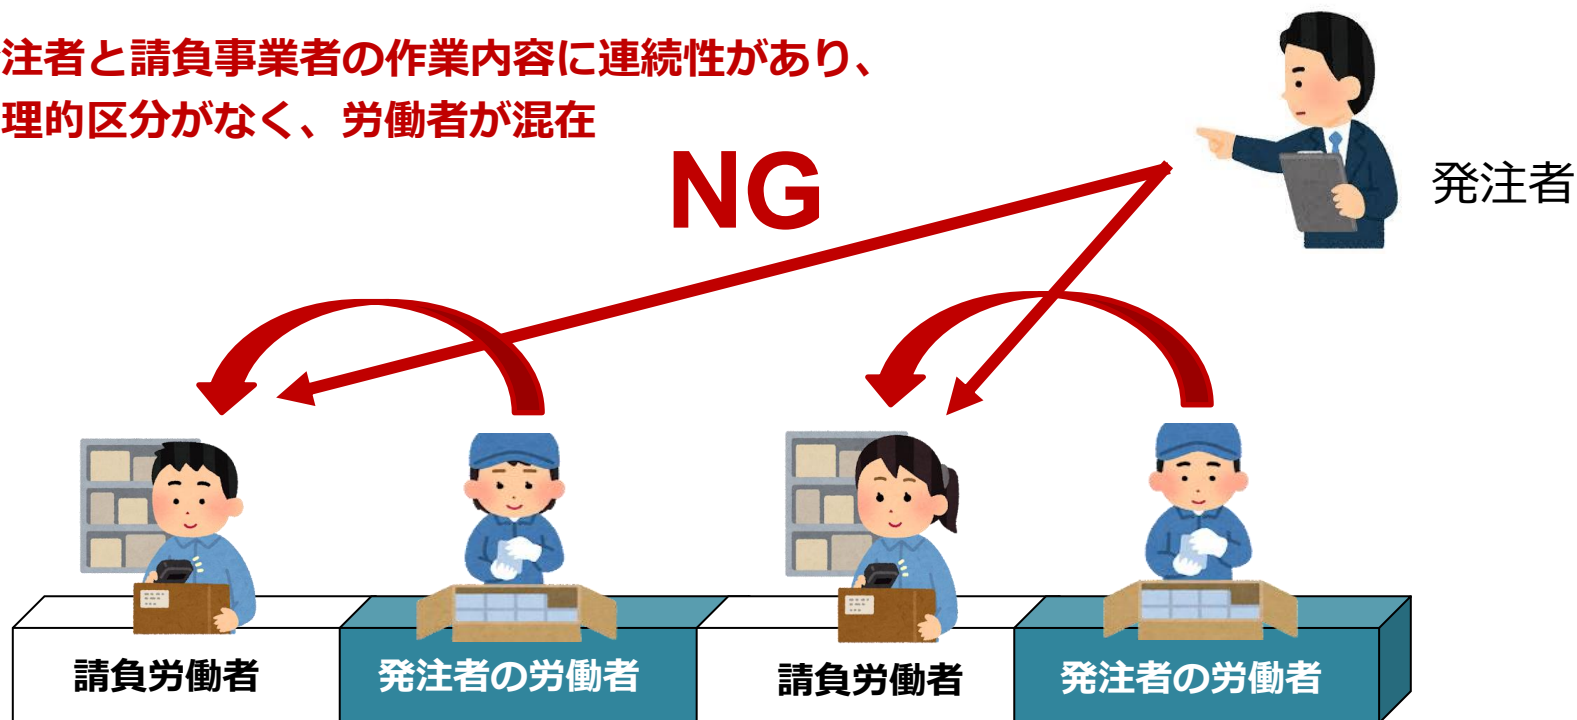 注者と請負事業者の作業内容に連続性があり、
理的区分がなく、労働者が混在
NG
発注者
請負労働者
発注者の労働者
請負労働者
発注者の労働者